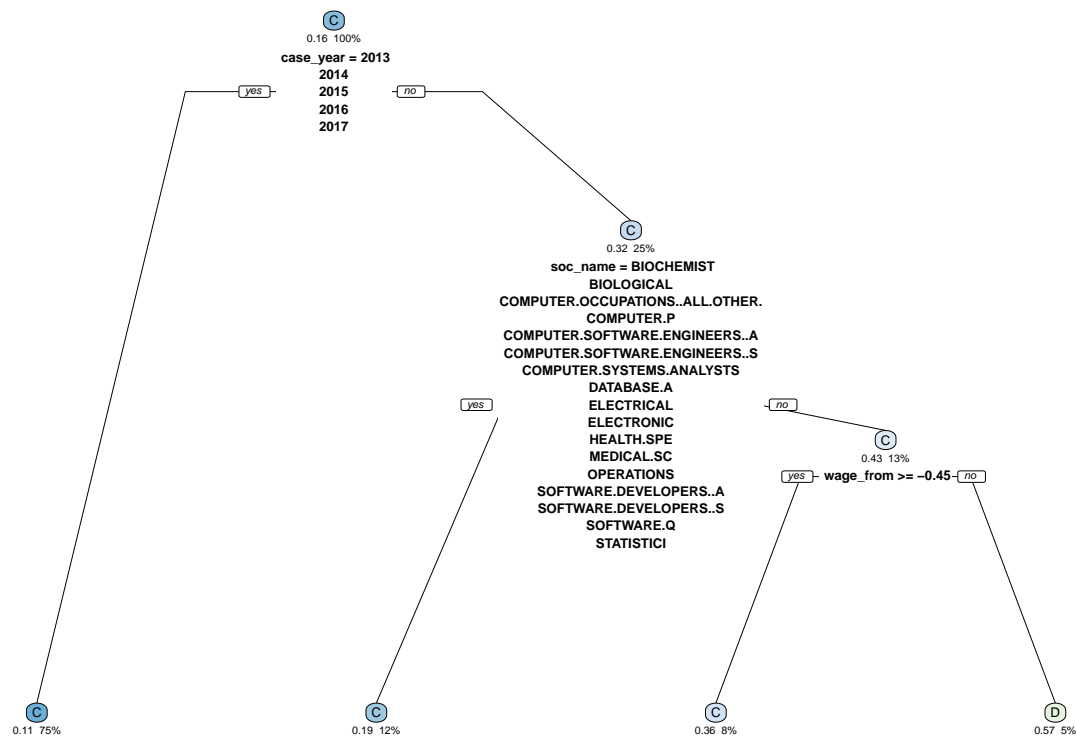 C
0.16 100%
case_year = 2013
2014
yes 2015 no
2016
2017
C
0.32 25%
soc_name = BIOCHEMIST
BIOLOGICAL
COMPUTER.OCCUPATIONS..ALL.OTHER.
COMPUTER.P
COMPUTER.SOFTWARE.ENGINEERS..A
COMPUTER.SOFTWARE.ENGINEERS..S
COMPUTER.SYSTEMS.ANALYSTS
DATABASE.A
yes ELECTRICAL no
ELECTRONIC
HEALTH.SPE
MEDICAL.SC
OPERATIONS
SOFTWARE.DEVELOPERS..A
SOFTWARE.DEVELOPERS..S
SOFTWARE.Q
STATISTICI
C
0.43 13%
yes wage_from >= −0.45 no
C C C D
0.11 75% 0.19 12% 0.36 8% 0.57 5%